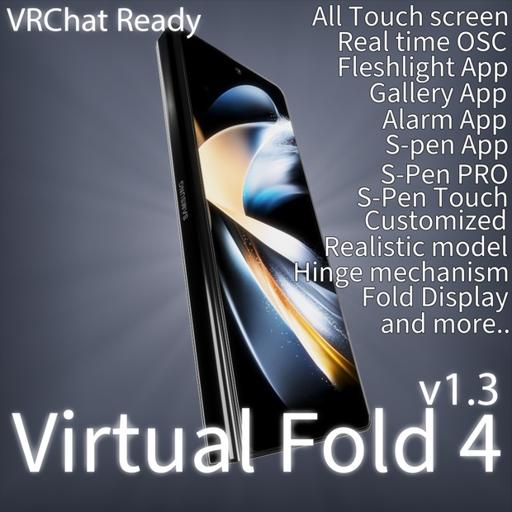 VRChat Ready
All Touch screen
Real time OSC
Fleshlight App
Gallery App
Alarm App
S-pen App
S-Pen PRO
S-Pen Touch
Customized
Realistic model
Hinge mechanism
Fold Display
and more..
SAMSUNG
v1.3
Virtual Fold 4